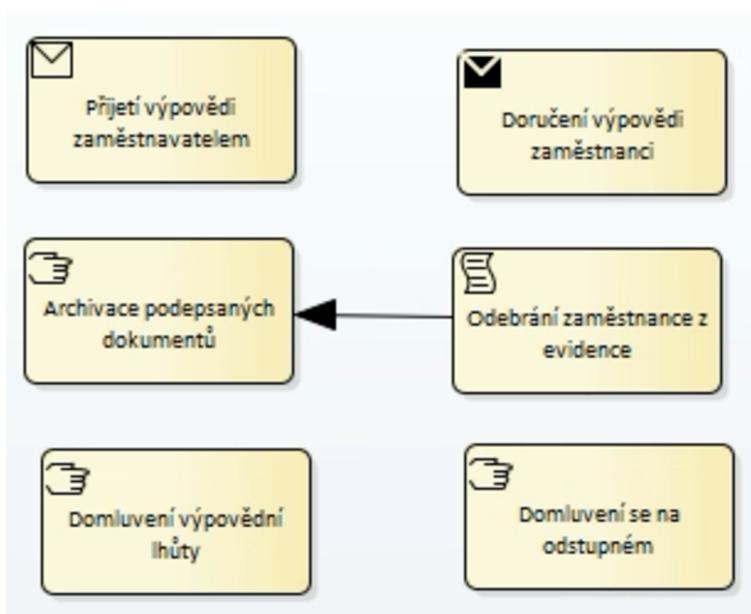 Přijetí výpovědi
zaměstnavatelem
Doručení výpovědi
zaměstnanci
Archivace podepsaných
dokumentů
Odebrání zaměstnance z
evidence
Domluvení výpovědní
lhůty
Domluvení se na
odstupném